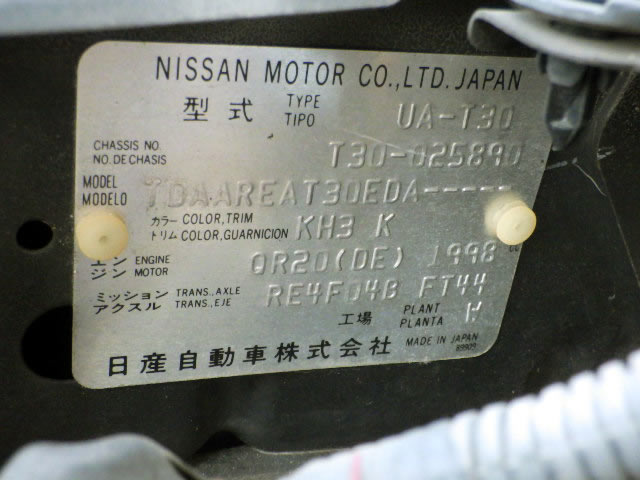 NISSAN MOTOR CO.,LTD. JAPAN
型式 TYPE TIPO UA-T30
CHASSIS NO. NO. DE CHASIS T30-025890
MODEL MODELO TDAAREAT30EDA-----
カラー COLOR, TRIM
トリム COLOR, GUARNICION KH3 K
エン ENGINE
ジン MOTOR QR20(DE) 1998
ミッション TRANS., AXLE
アクスル TRANS., EJE RE4F04B FT44
工場 PLANT PLANTA W
日産自動車株式会社 MADE IN JAPAN
89909